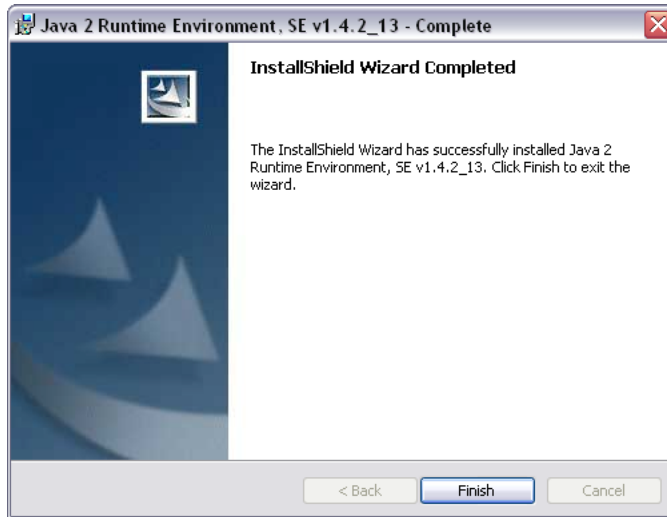 Java 2 Runtime Environment, SE v1.4.2_13 - Complete
InstallShield Wizard Completed
The InstallShield Wizard has successfully installed Java 2
Runtime Environment, SE v1.4.2_13. Click Finish to exit the
wizard.
< Back
Finish
Cancel